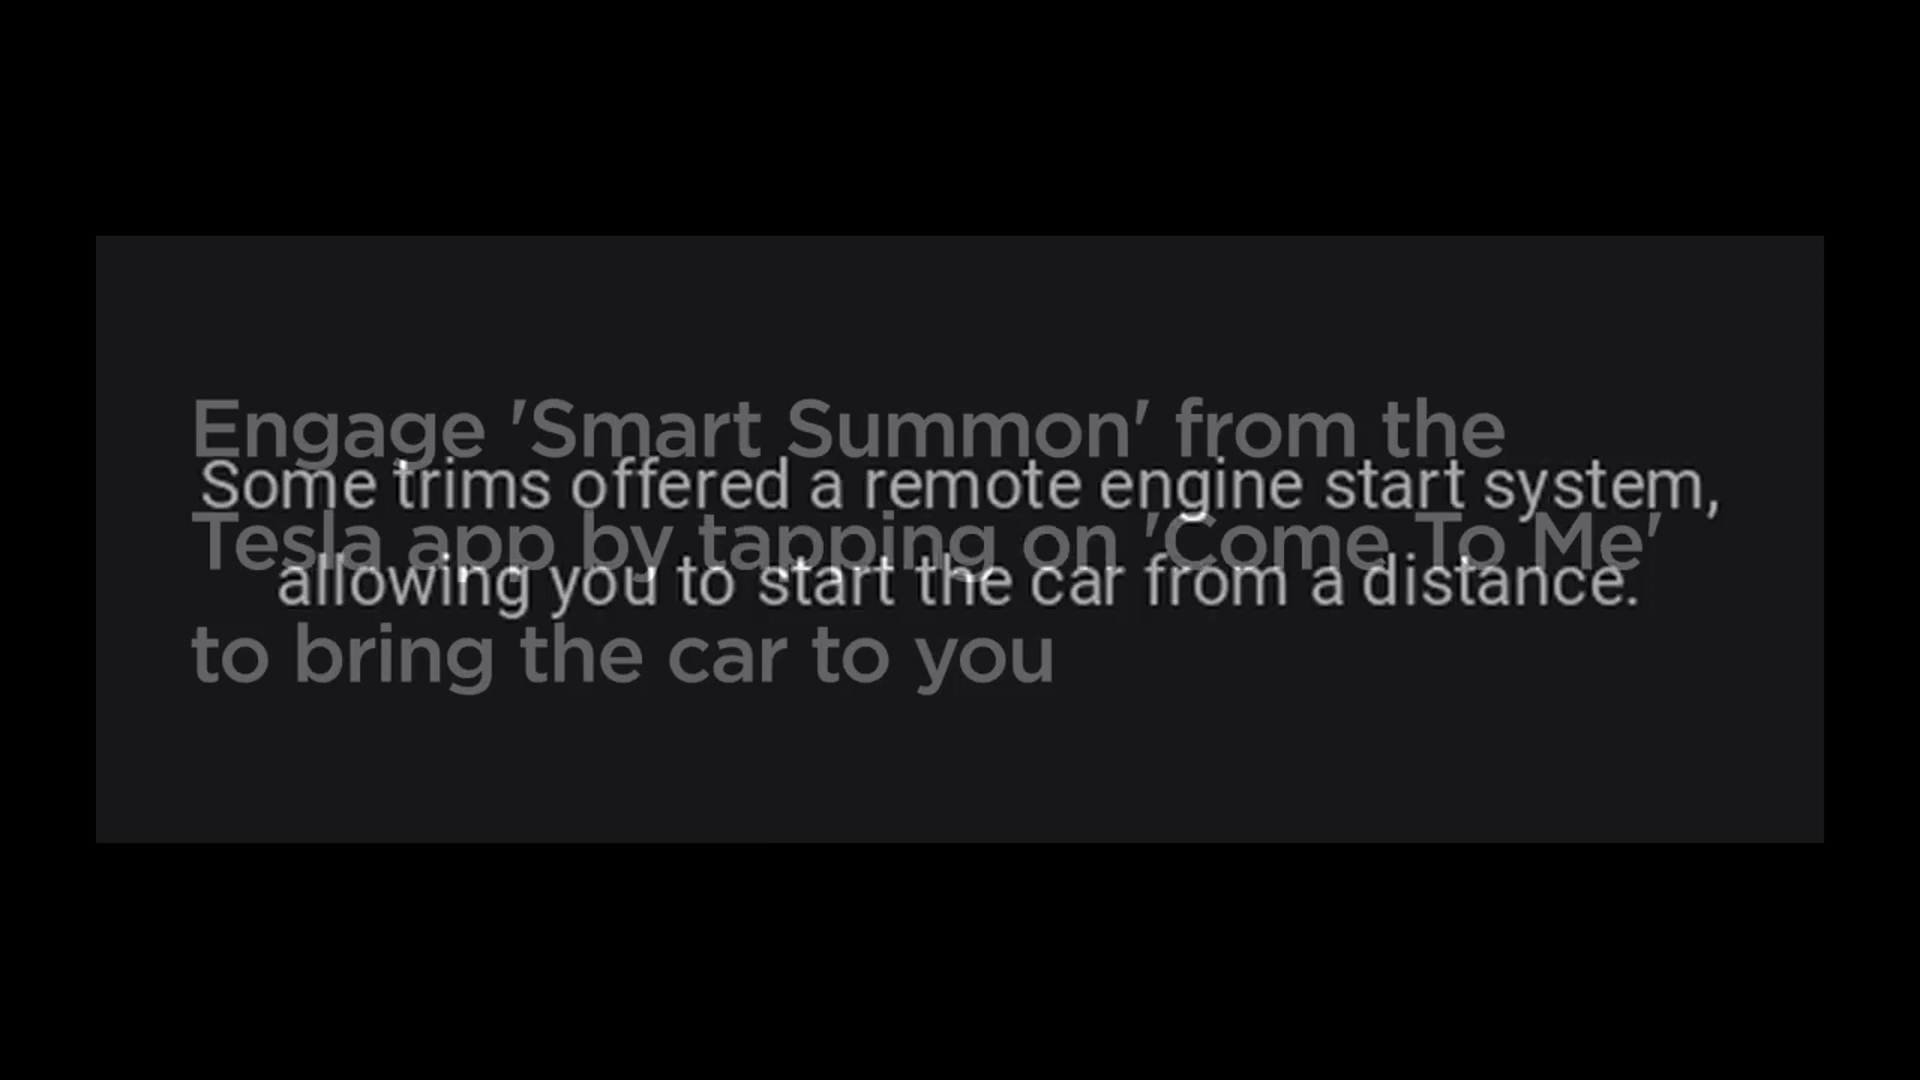 Engage 'Smart Summon' from the
Tesla app by tapping on 'Come To Me'
to bring the car to you
Some trims offered a remote engine start system,
allowing you to start the car from a distance.